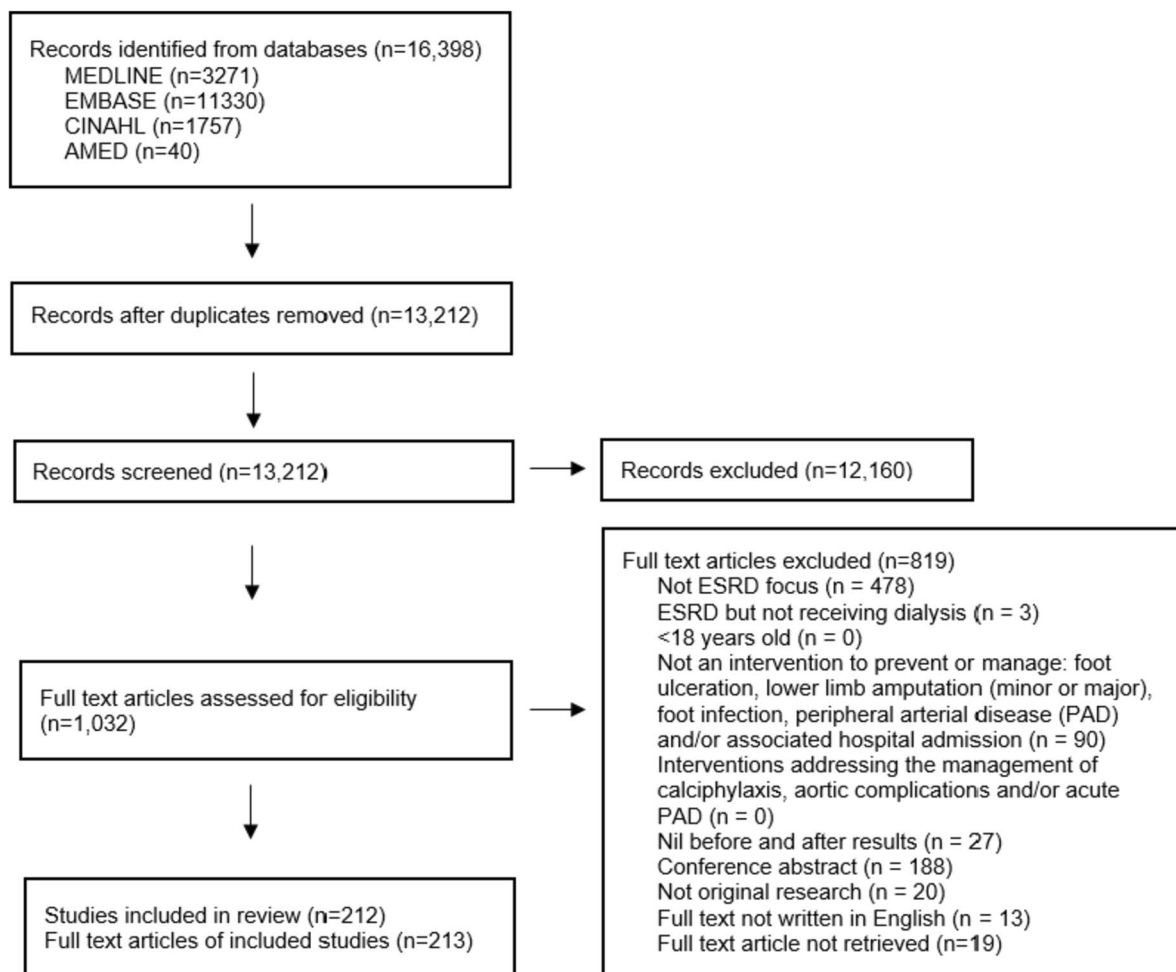 Records identified from databases (n=16,398)
MEDLINE (n=3271)
EMBASE (n=11330)
CINAHL (n=1757)
AMED (n=40)
Records after duplicates removed (n=13,212)
Records screened (n=13,212)
Records excluded (n=12,160)
Full text articles assessed for eligibility
(n=1,032)
Full text articles excluded (n=819)
Not ESRD focus (n = 478)
ESRD but not receiving dialysis (n = 3)
<18 years old (n = 0)
Not an intervention to prevent or manage: foot
ulceration, lower limb amputation (minor or major),
foot infection, peripheral arterial disease (PAD)
and/or associated hospital admission (n = 90)
Interventions addressing the management of
calciphylaxis, aortic complications and/or acute
PAD (n = 0)
Nil before and after results (n = 27)
Conference abstract (n = 188)
Not original research (n = 20)
Full text not written in English (n = 13)
Full text article not retrieved (n=19)
Studies included in review (n=212)
Full text articles of included studies (n=213)